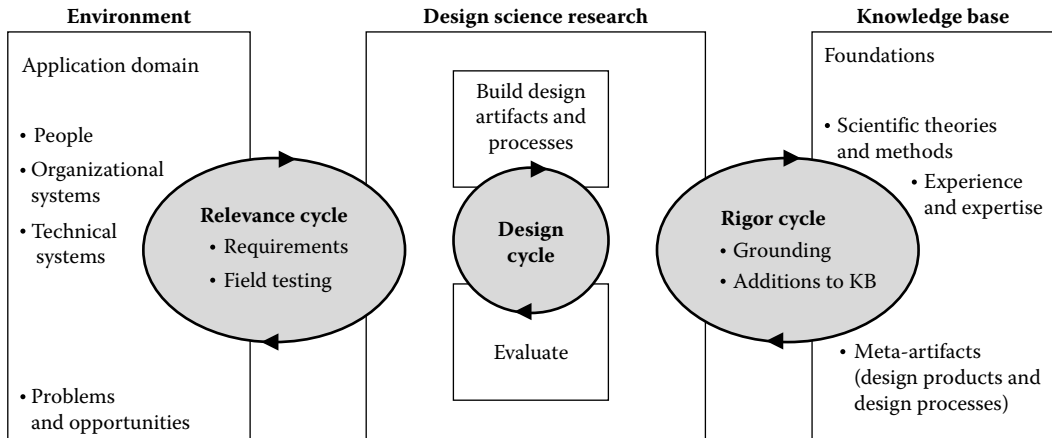 Environment
Application domain
• People
• Organizational
systems
• Technical
systems
• Problems
and opportunities
Relevance cycle
• Requirements
• Field testing
Design science research
Build design
artifacts and
processes
Design
cycle
Evaluate
Rigor cycle
• Grounding
• Additions to KB
Knowledge base
Foundations
• Scientific theories
and methods
• Experience
and expertise
• Meta-artifacts
(design products and
design processes)